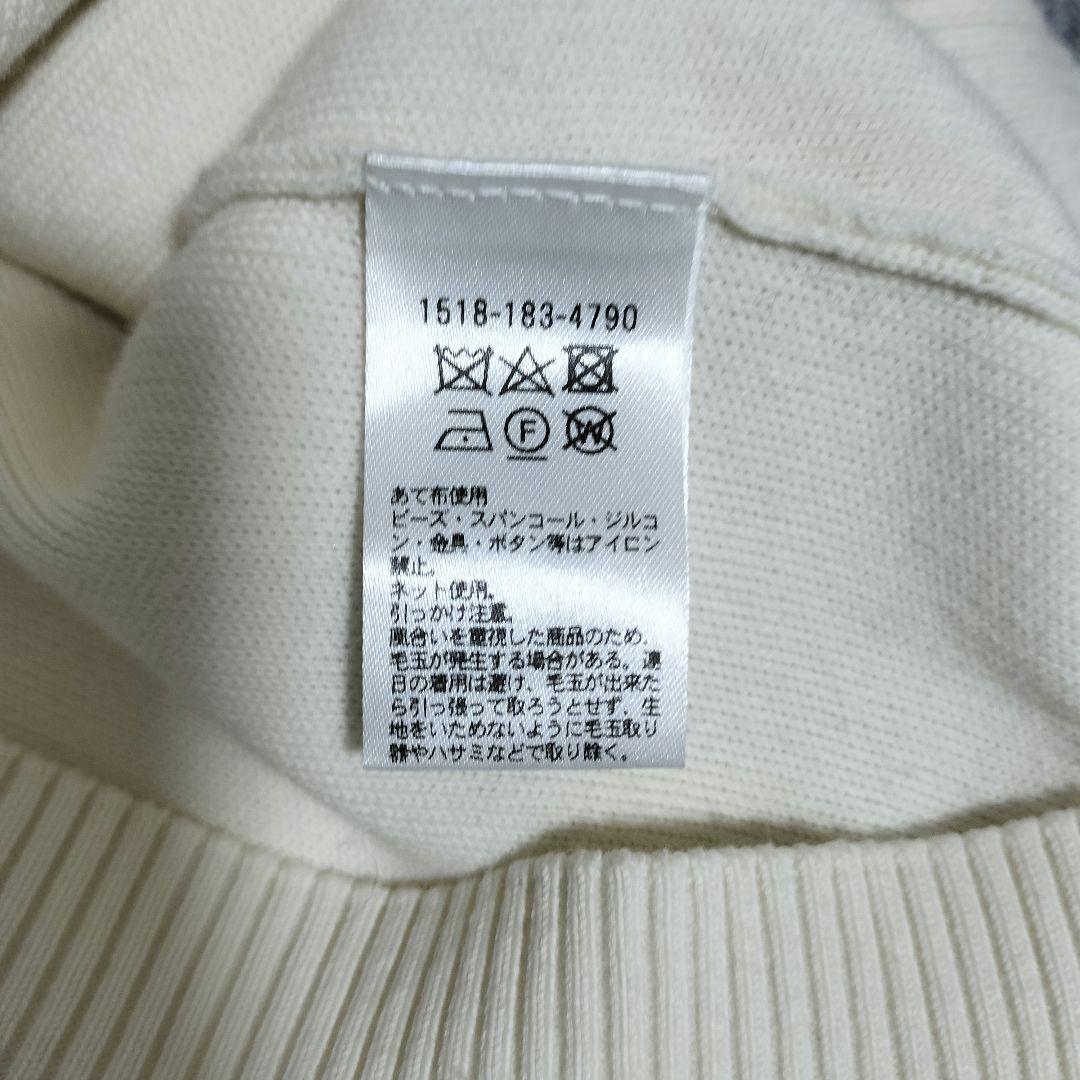 1518-183-4790
F
W
あて布使用
ビーズ・スパンコール・ジルコ
ン・金具・ボタン等はアイロン
禁止。
ネット使用。
引っかけ注意。
風合いを重視した商品のため、
毛玉が発生する場合がある。連
日の着用は避け、毛玉が出来た
ら引っ張って取ろうとせず、生
地をいためないように毛玉取り
器やハサミなどで取り除く。